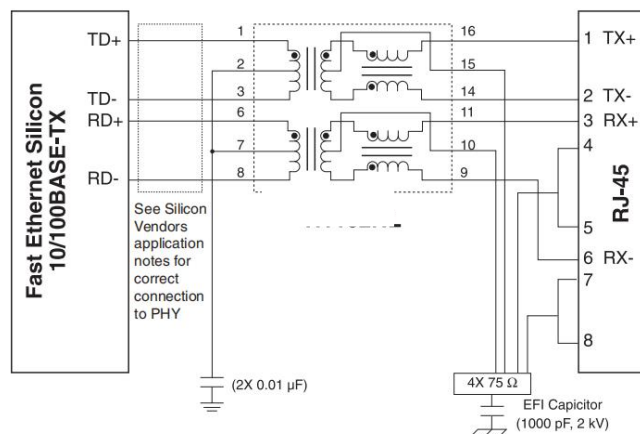 Fast Ethernet Silicon
10/100BASE-TX
TD+
TD-
RD+
RD-
1
2
3
6
7
8
16
15
14
11
10
9
See Silicon
Vendors
application
notes for
correct
connection
to PHY
(2X 0.01 µF)
4X 75 Ω
EFI Capicitor
(1000 pF, 2 kV)
1 TX+
2 TX-
3 RX+
4
5
6 RX-
7
8
RJ-45